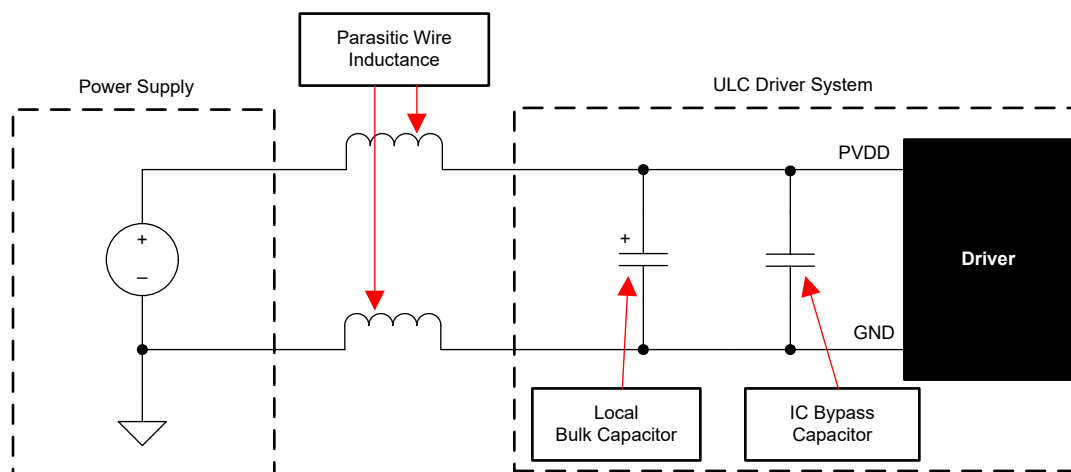 Parasitic Wire
Inductance
Power Supply
ULC Driver System
PVDD
+
+
Driver
–
GND
Local
Bulk Capacitor
IC Bypass
Capacitor